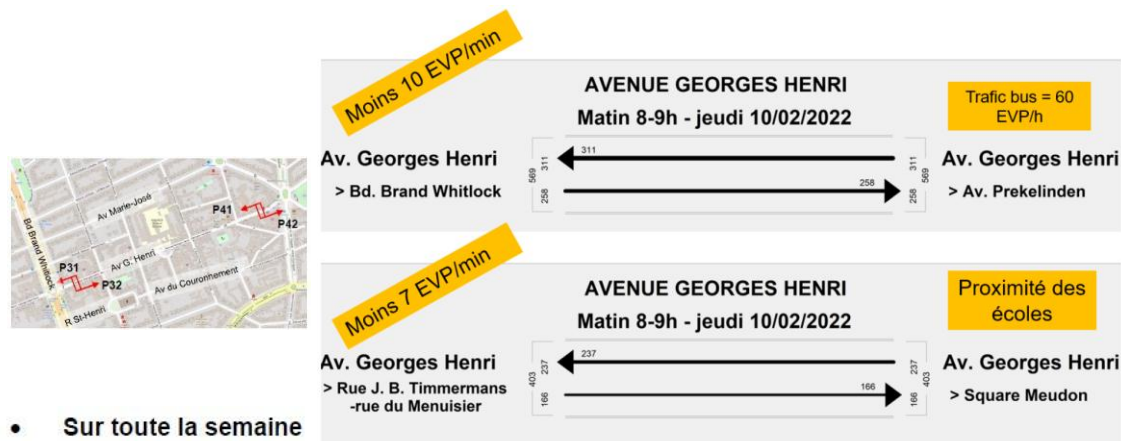 Moins 10 EVP/min
AVENUE GEORGES HENRI
Matin 8-9h - jeudi 10/02/2022
Trafic bus = 60
EVP/h
Av. Georges Henri
> Bd. Brand Whitlock
569
311
258
311
258
311
258
569
Av. Georges Henri
> Av. Prekelinden
Av Marie-José
P41
P42
Bd Brand Whitlock
P31
Av G. Henri
P32
Av du Couronnement
R St-Henri
Moins 7 EVP/min
AVENUE GEORGES HENRI
Matin 8-9h - jeudi 10/02/2022
Proximité des
écoles
Av. Georges Henri
> Rue J. B. Timmermans
-rue du Menuisier
403
237
166
237
166
237
166
403
Av. Georges Henri
> Square Meudon
• Sur toute la semaine